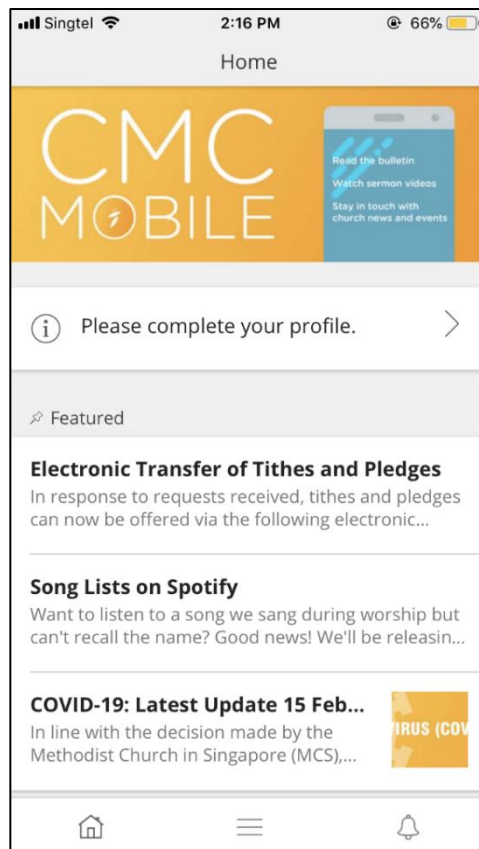 Singtel 2:16 PM 66%
Home
CMC
MOBILE
Read the bulletin
Watch sermon videos
Stay in touch with
church news and events
Please complete your profile.
Featured
Electronic Transfer of Tithes and Pledges
In response to requests received, tithes and pledges
can now be offered via the following electronic...
Song Lists on Spotify
Want to listen to a song we sang during worship but
can't recall the name? Good news! We'll be releasin...
COVID-19: Latest Update 15 Feb...
In line with the decision made by the
Methodist Church in Singapore (MCS),...
VIRUS (COV